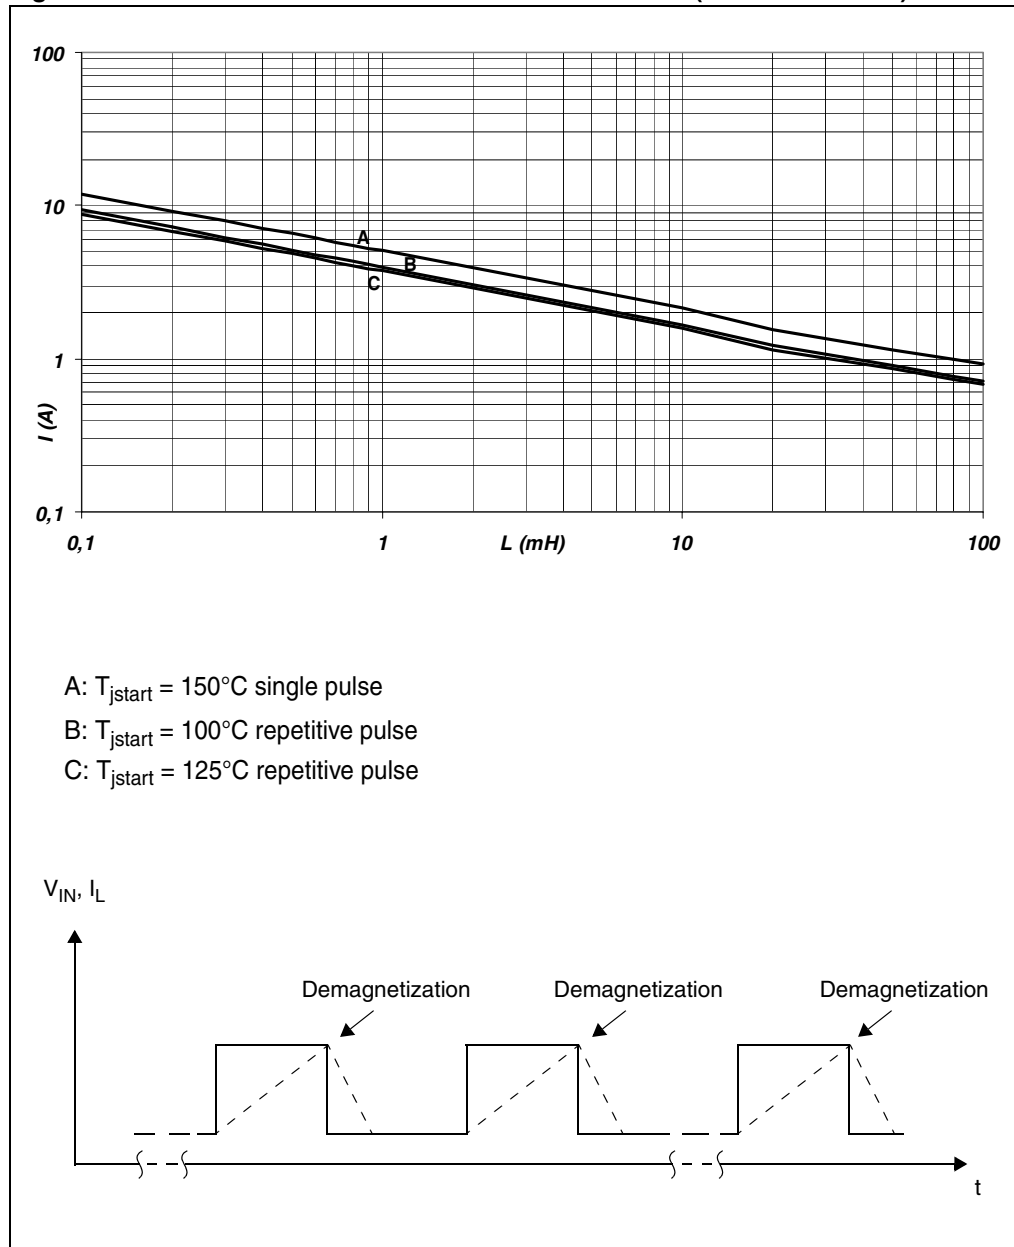 100
10
A
B
C
1
I (A)
0,1
0,1 1 L (mH) 10 100
A: Tjstart = 150°C single pulse
B: Tjstart = 100°C repetitive pulse
C: Tjstart = 125°C repetitive pulse
VIN, IL
Demagnetization Demagnetization Demagnetization
t